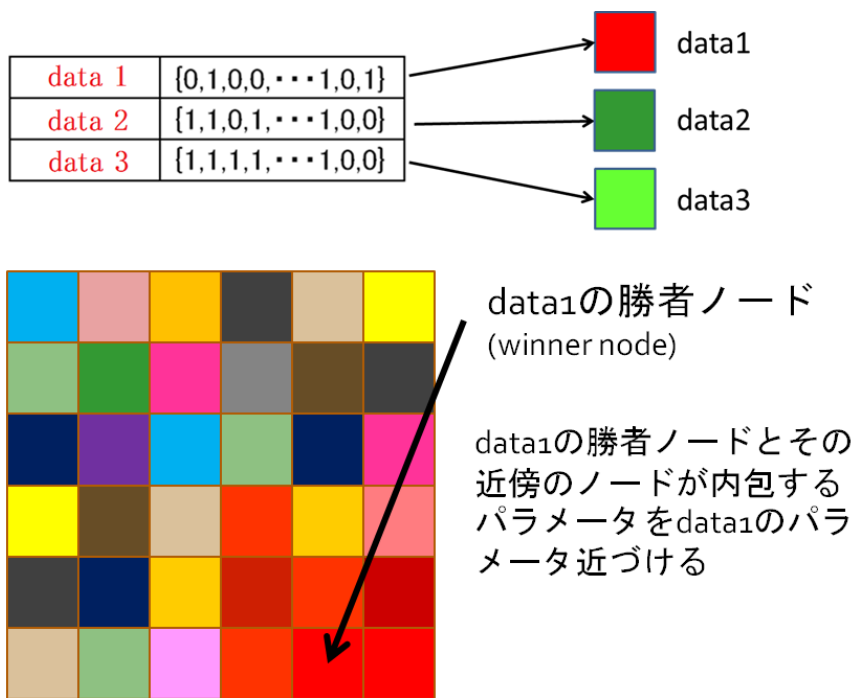 data 1 {0,1,0,0,･･･1,0,1}
data 2 {1,1,0,1,･･･1,0,0}
data 3 {1,1,1,1,･･･1,0,0}
data1
data2
data3
data1の勝者ノード
(winner node)
data1の勝者ノードとその
近傍のノードが内包する
パラメータをdata1のパラ
メータ近づける